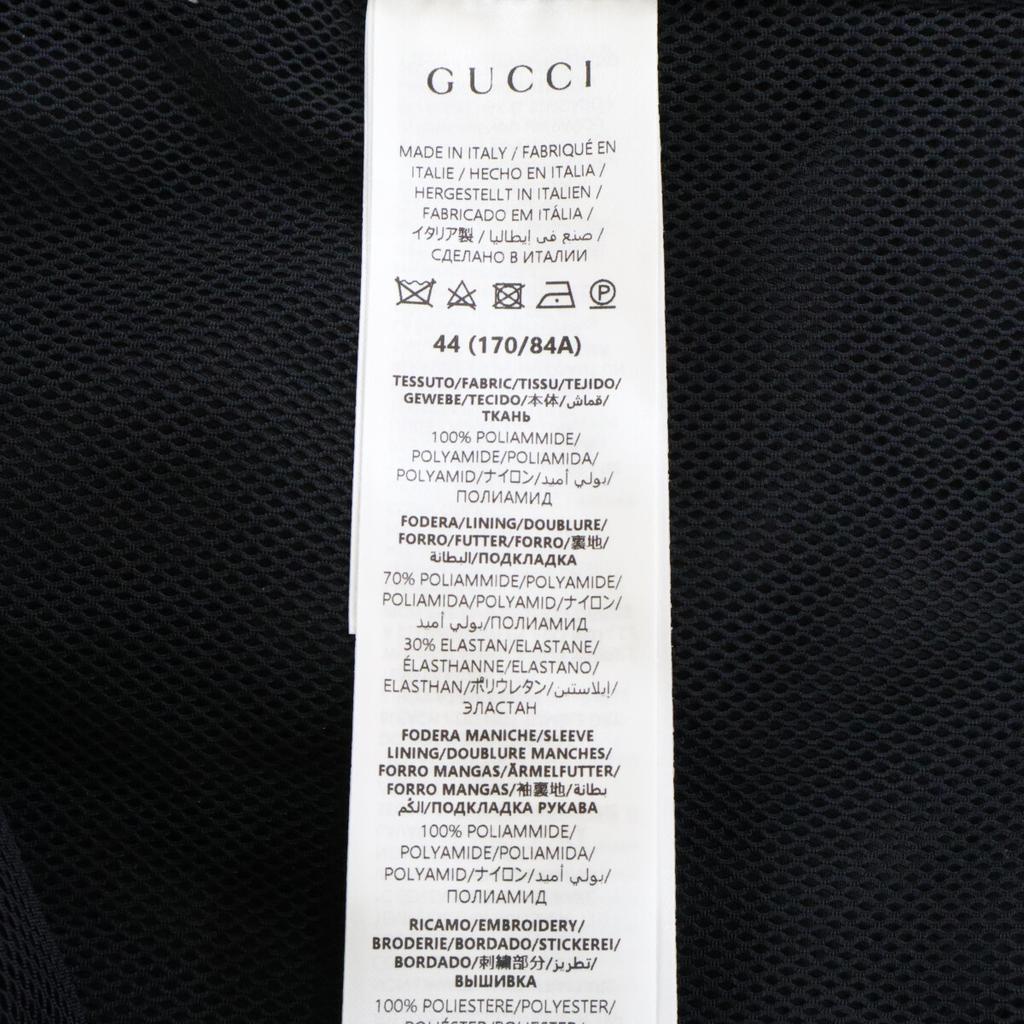 GUCCI
MADE IN ITALY / FABRIQUÉ EN
ITALIE / HECHO EN ITALIA /
HERGESTELLT IN ITALIEN /
FABRICADO EM ITÁLIA /
イタリア製 / صنع في إيطاليا /
СДЕЛАНО В ИТАЛИИ
P
44 (170/84A)
TESSUTO/FABRIC/TISSU/TEJIDO/
GEWEBE/TECIDO/本体/قماش/
ТКАНЬ
100% POLIAMMIDE/
POLYAMIDE/POLIAMIDA/
POLYAMID/ナイロン/بولي أميد/
ПОЛИАМИД
FODERA/LINING/DOUBLURE/
FORRO/FUTTER/FORRO/裏地/
البطانة/ПОДКЛАДКА
70% POLIAMMIDE/POLYAMIDE/
POLIAMIDA/POLYAMID/ナイロン/
بولي أميد/ПОЛИАМИД
30% ELASTAN/ELASTANE/
ÉLASTHANNE/ELASTANO/
ELASTHAN/ポリウレタン/إيلاستين/
ЭЛАСТАН
FODERA MANICHE/SLEEVE
LINING/DOUBLURE MANCHES/
FORRO MANGAS/ÄRMELFUTTER/
FORRO MANGAS/袖裏地/بطانة
الكُم/ПОДКЛАДКА РУКАВА
100% POLIAMMIDE/
POLYAMIDE/POLIAMIDA/
POLYAMID/ナイロン/بولي أميد/
ПОЛИАМИД
RICAMO/EMBROIDERY/
BRODERIE/BORDADO/STICKEREI/
BORDADO/刺繍部分/تطريز/
ВЫШИВКА
100% POLIESTERE/POLYESTER/